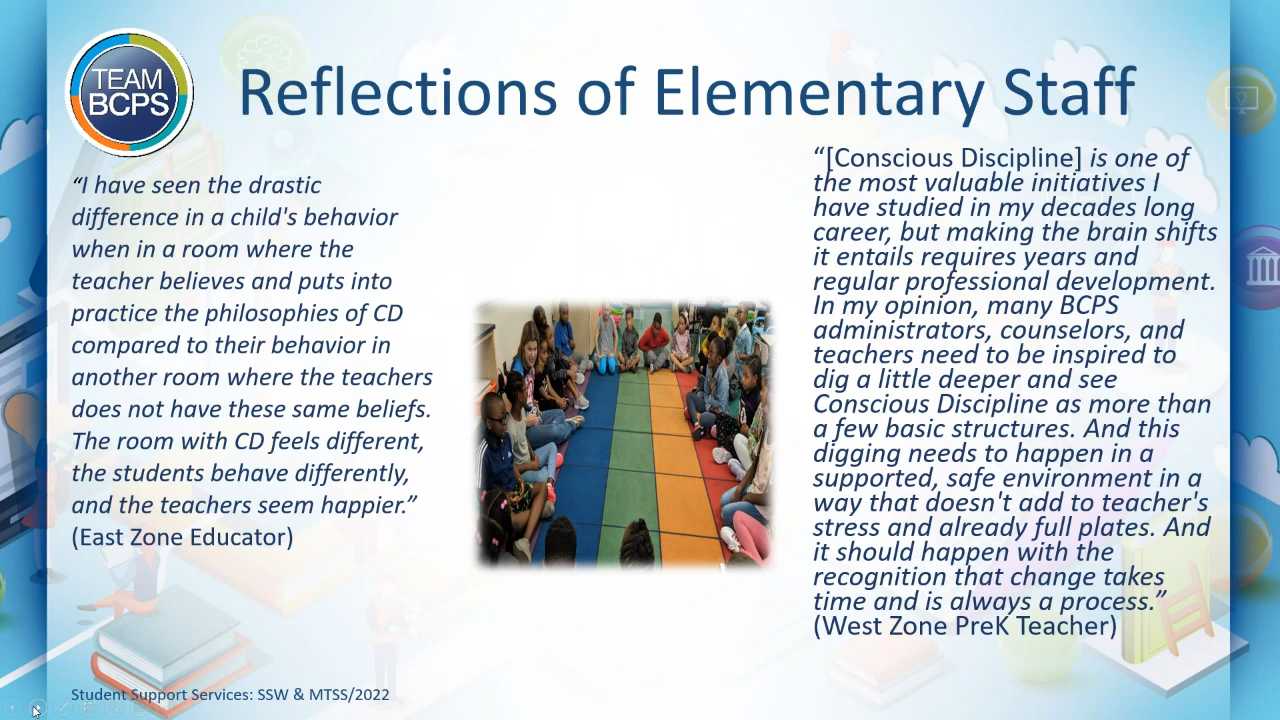 TEAM
BCPS
Reflections of Elementary Staff
“I have seen the drastic
difference in a child's behavior
when in a room where the
teacher believes and puts into
practice the philosophies of CD
compared to their behavior in
another room where the teachers
does not have these same beliefs.
The room with CD feels different,
the students behave differently,
and the teachers seem happier.”
(East Zone Educator)
“[Conscious Discipline] is one of
the most valuable initiatives I
have studied in my decades long
career, but making the brain shifts
it entails requires years and
regular professional development.
In my opinion, many BCPS
administrators, counselors, and
teachers need to be inspired to
dig a little deeper and see
Conscious Discipline as more than
a few basic structures. And this
digging needs to happen in a
supported, safe environment in a
way that doesn't add to teacher's
stress and already full plates. And
it should happen with the
recognition that change takes
time and is always a process.”
(West Zone PreK Teacher)
Student Support Services: SSW & MTSS/2022